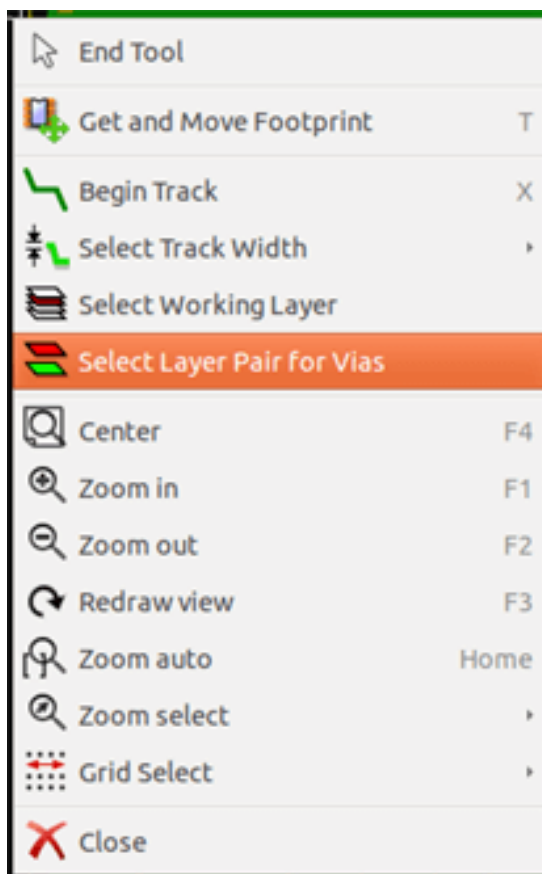 End Tool
Get and Move Footprint T
Begin Track X
Select Track Width
Select Working Layer
Select Layer Pair for Vias
Center F4
Zoom in F1
Zoom out F2
Redraw view F3
Zoom auto Home
Zoom select
Grid Select
Close